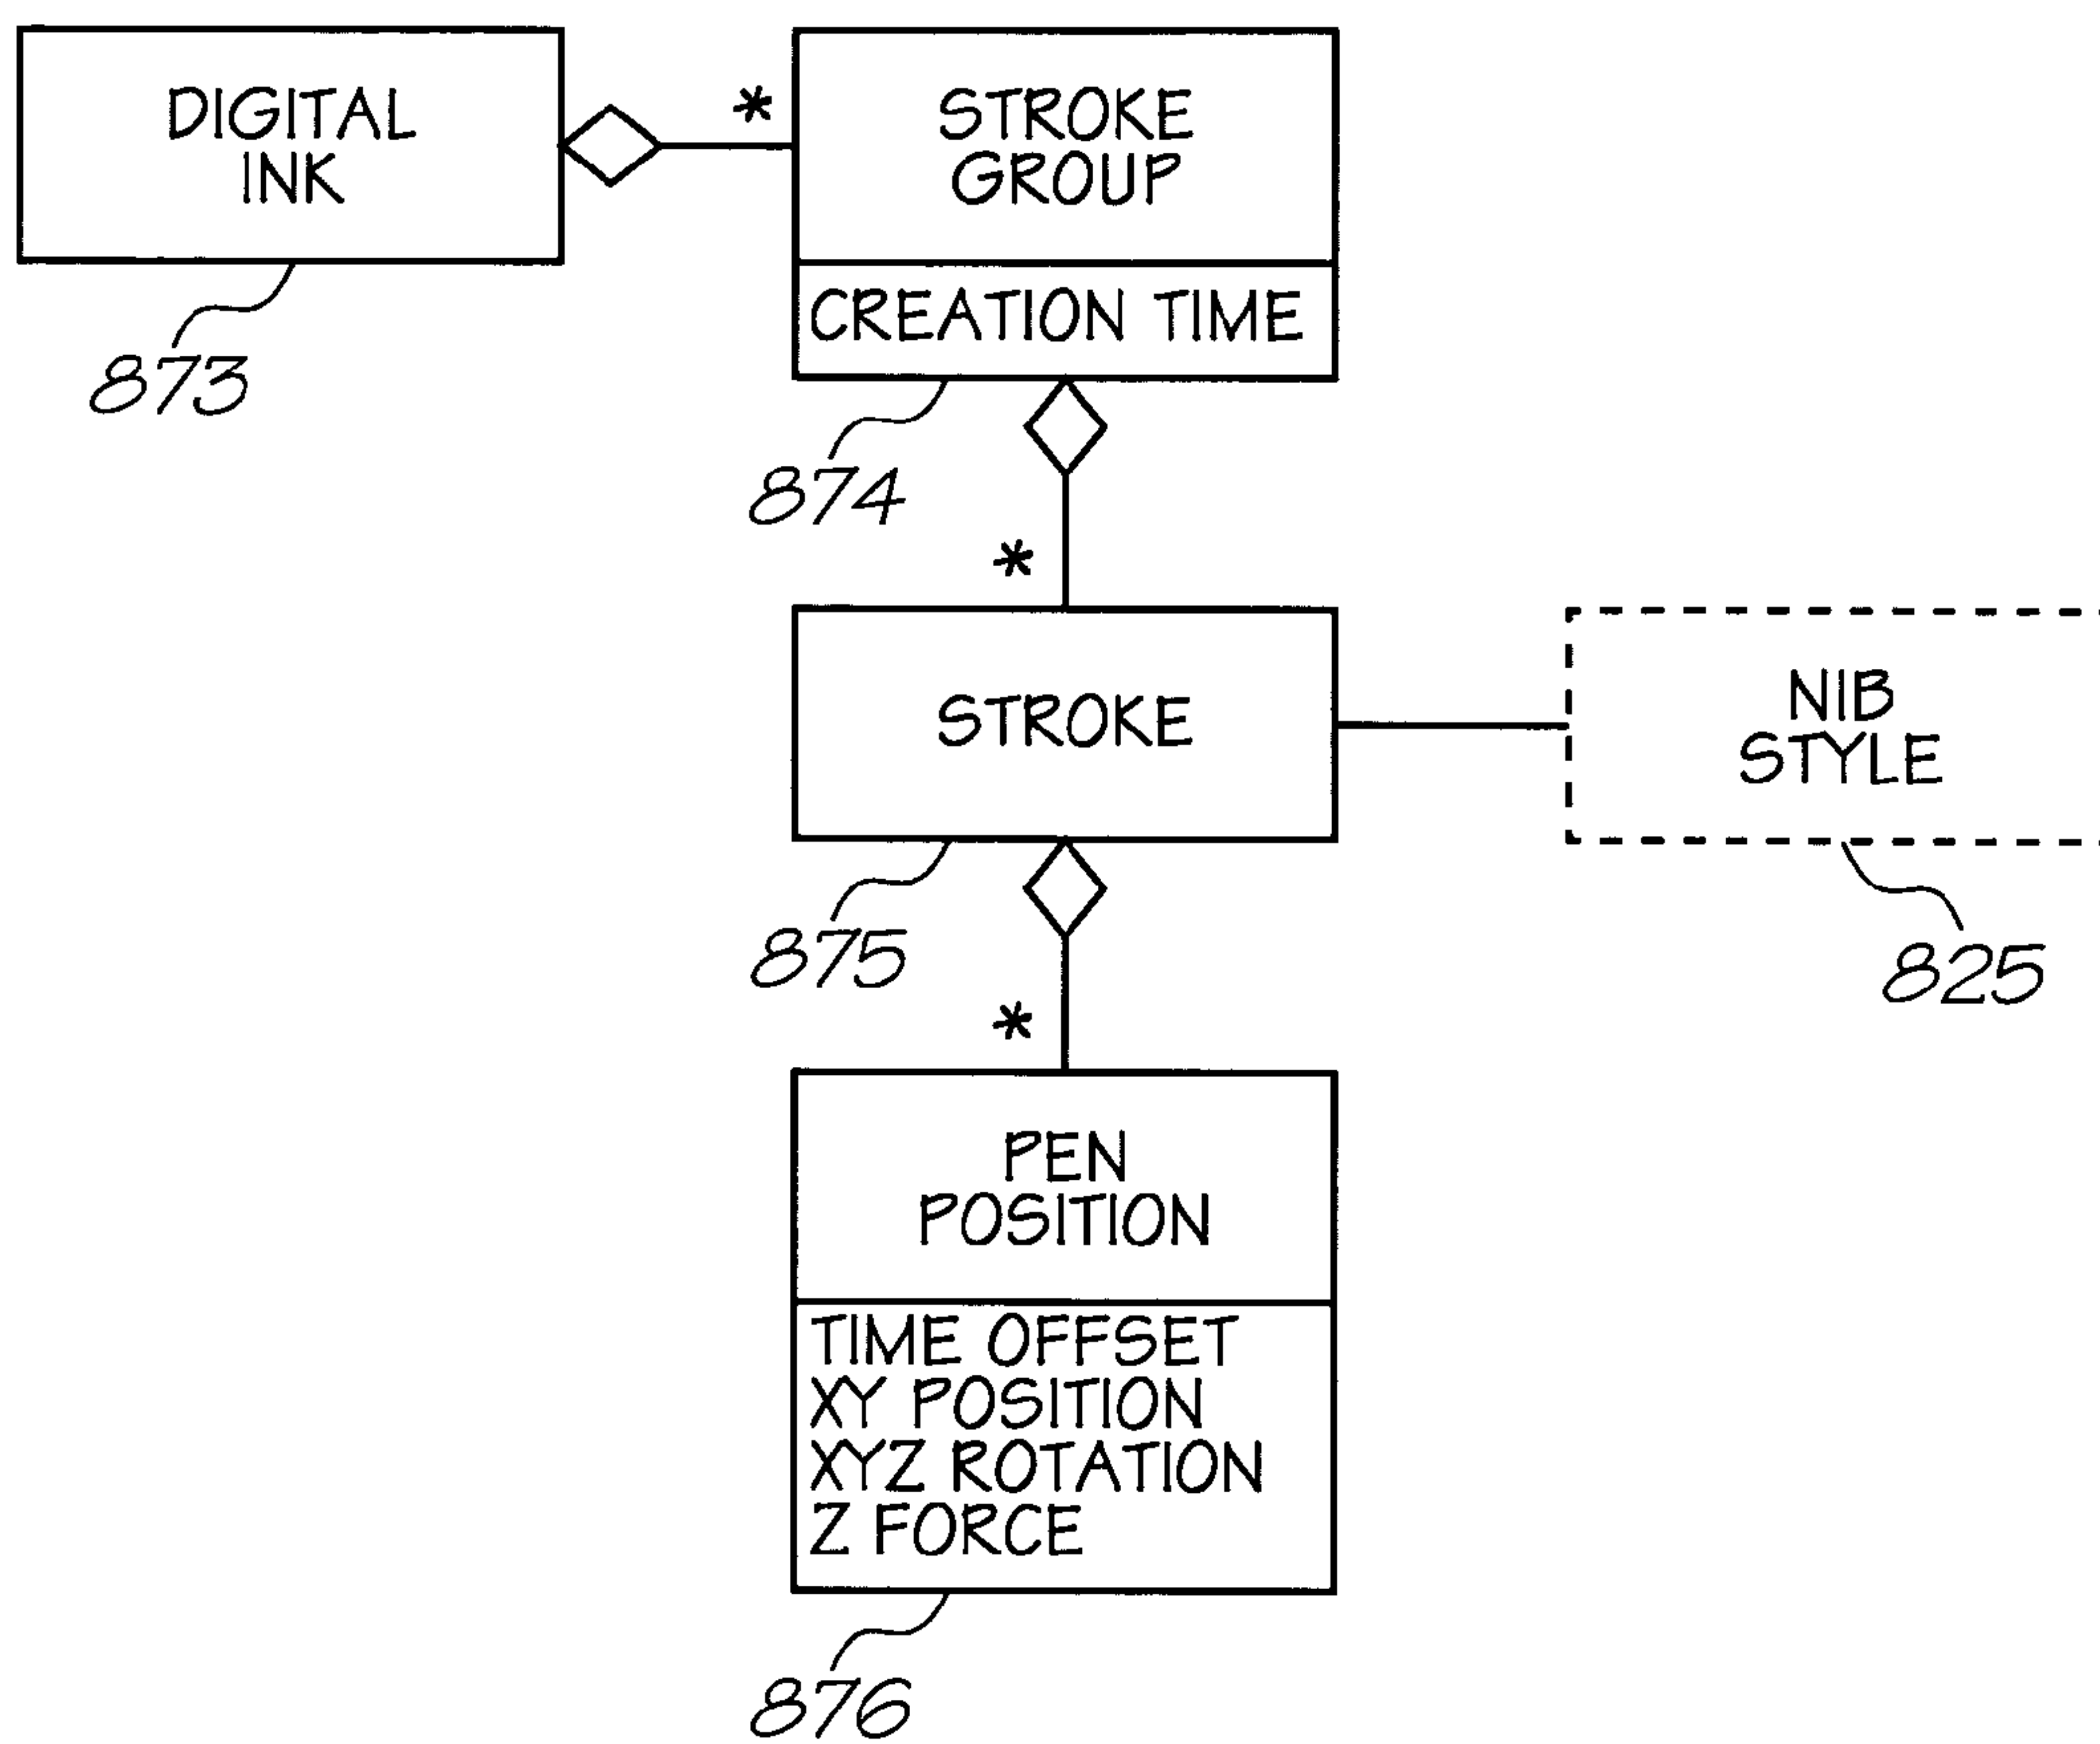 DIGITAL
INK
*
STROKE
GROUP
CREATION TIME
873
874
*
STROKE
NIB
STYLE
875
825
*
PEN
POSITION
TIME OFFSET
XY POSITION
XYZ ROTATION
Z FORCE
876